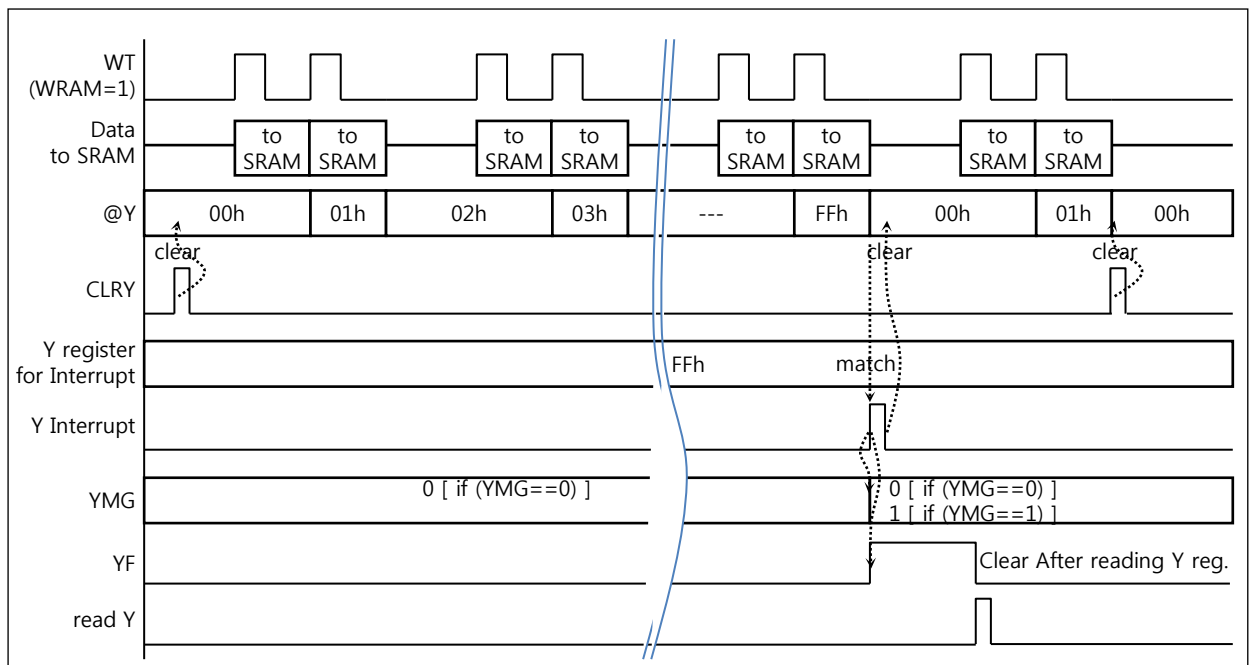 WT
(WRAM=1)
Data
to SRAM
to
SRAM
to
SRAM
to
SRAM
to
SRAM
to
SRAM
to
SRAM
to
SRAM
to
SRAM
@Y
00h
01h
02h
03h
---
FFh
00h
01h
00h
clear
clear
clear
CLRY
Y register
for Interrupt
FFh
match
Y Interrupt
YMG
0 [ if (YMG==0) ]
0 [ if (YMG==0) ]
1 [ if (YMG==1) ]
YF
Clear After reading Y reg.
read Y